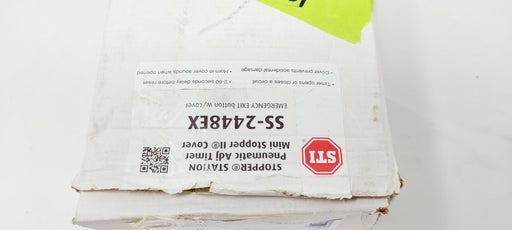 STI
STOPPER® STATION
Pneumatic Adj Timer
Mini Stopper II® Cover
SS-2448EX
EMERGENCY EXIT button w/cover
• Timer opens or closes a circuit
• 2-60 seconds delay before reset
• Cover prevents accidental damage
• Horn in cover sounds when opened